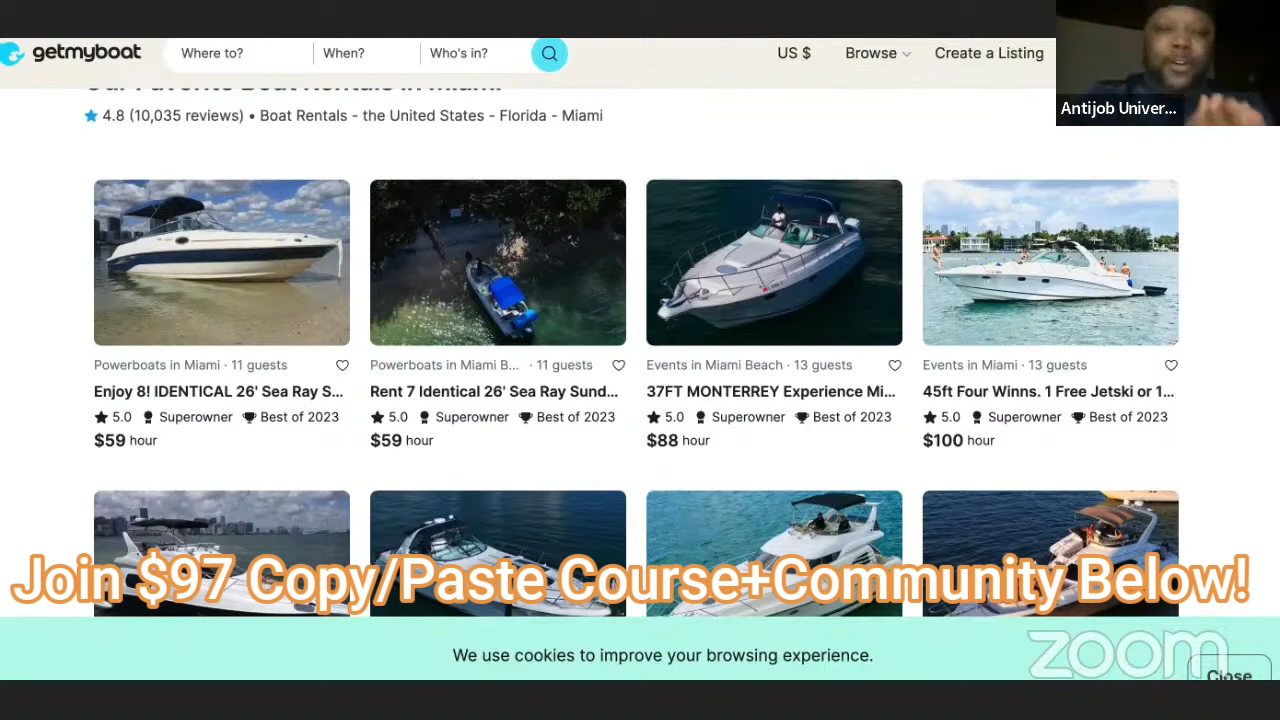 getmyboat
Where to?
When?
Who's in?
US $
Browse
Create a Listing
Our Favorite Boat Rentals in Miami
4.8 (10,035 reviews) • Boat Rentals - the United States - Florida - Miami
Antijob Univer...
Powerboats in Miami · 11 guests
Enjoy 8! IDENTICAL 26' Sea Ray S...
5.0 Superowner Best of 2023
$59 hour
Powerboats in Miami B... · 11 guests
Rent 7 Identical 26' Sea Ray Sund...
5.0 Superowner Best of 2023
$59 hour
Events in Miami Beach · 13 guests
37FT MONTERREY Experience Mi...
5.0 Superowner Best of 2023
$88 hour
Events in Miami · 13 guests
45ft Four Winns. 1 Free Jetski or 1...
5.0 Superowner Best of 2023
$100 hour
Join $97 Copy/Paste Course+Community Below!
We use cookies to improve your browsing experience.
zoom
Close